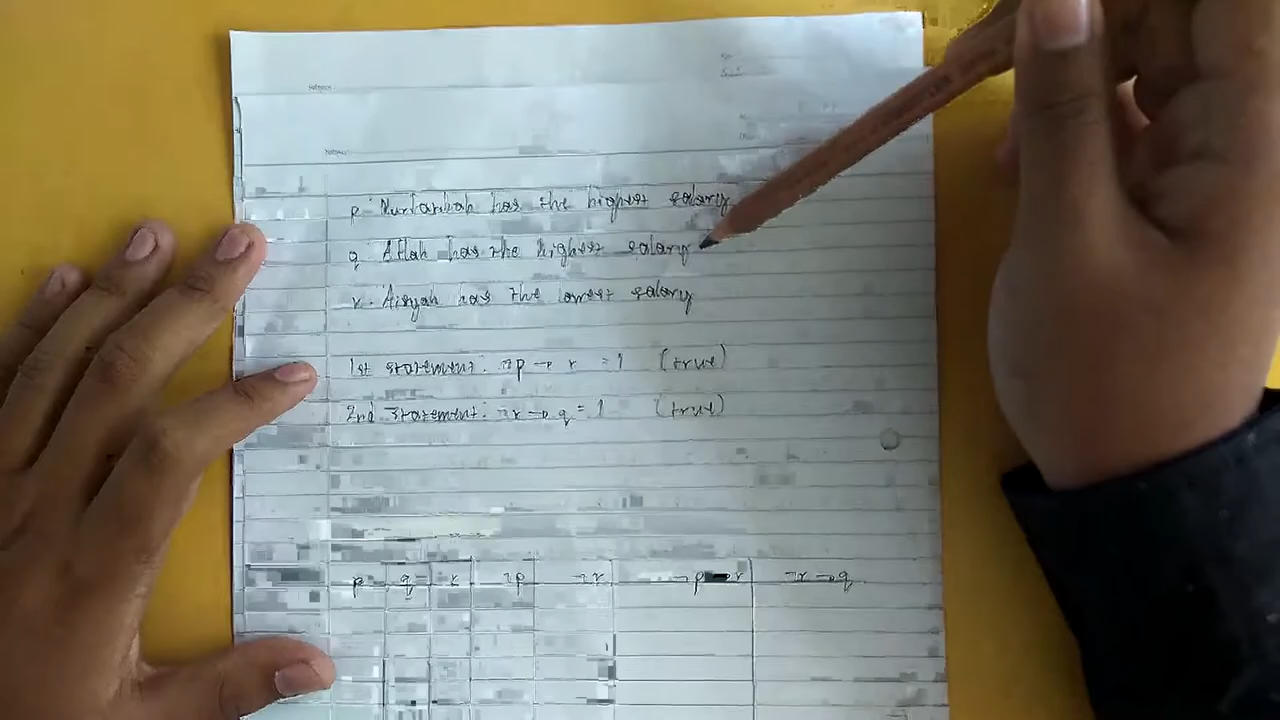 p. has the highest salary
q. Aflah has the highest salary
r. Aisyah has the lowest salary
1st statement: ¬p → r = 1 (true)
2nd statement: ¬r → q = 1 (true)
p q r ¬p ¬r ¬p → r ¬r → q